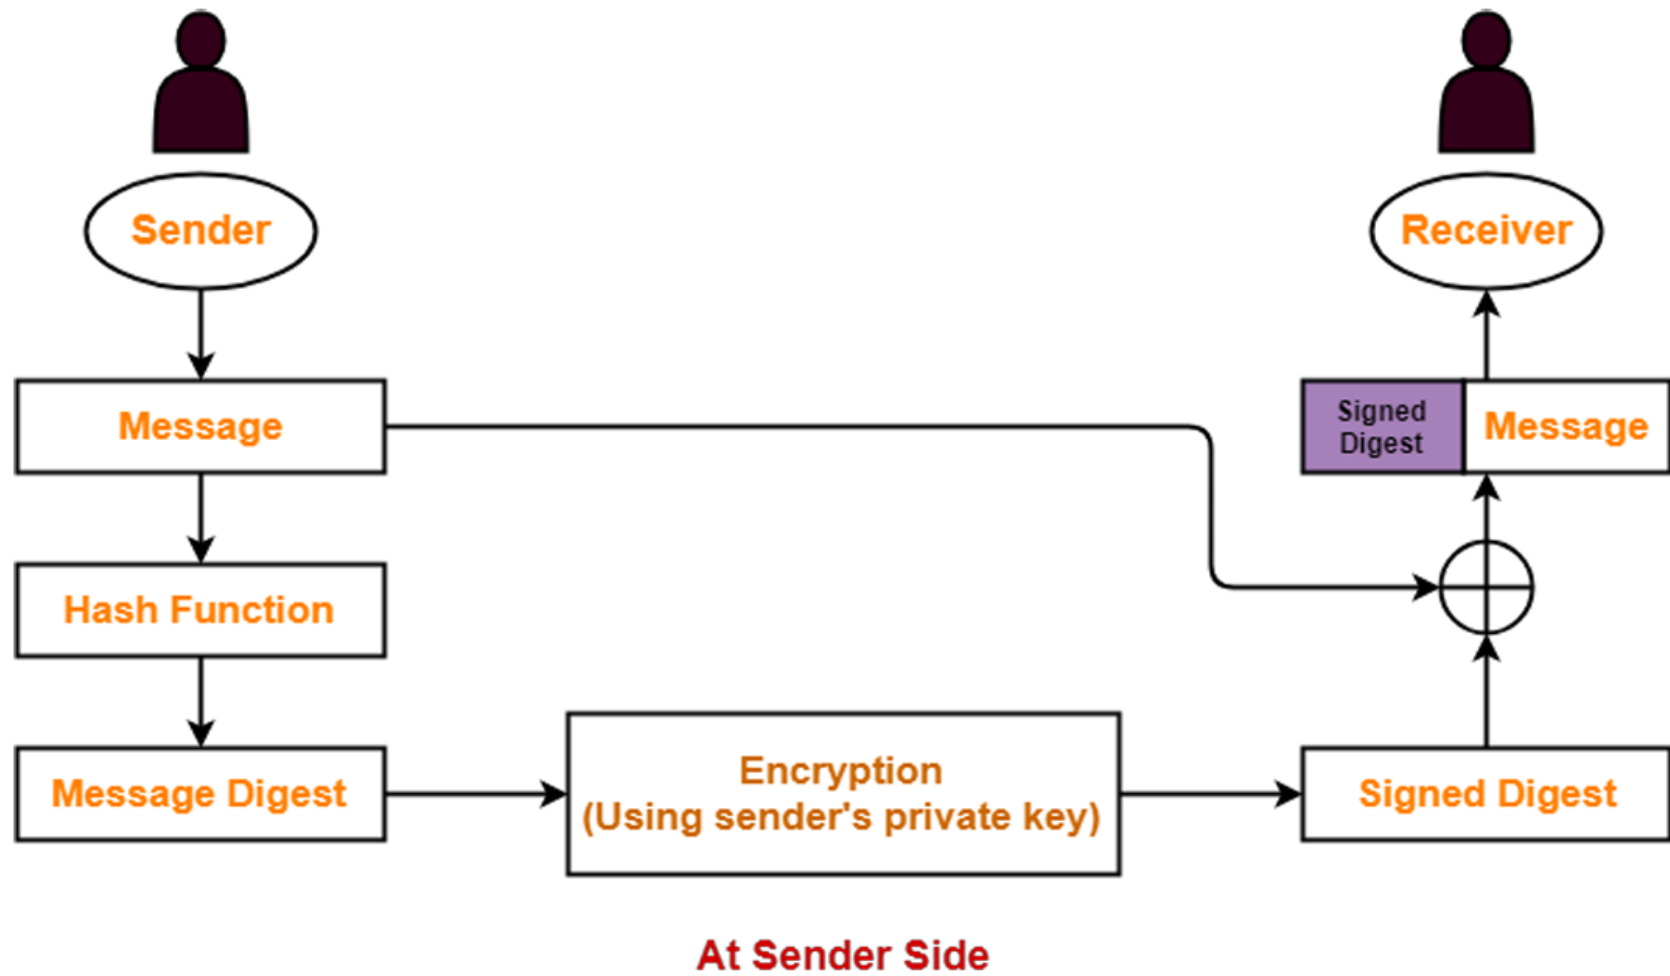 Sender
Receiver
Message
Signed
Digest
Message
Hash Function
Message Digest
Encryption
(Using sender's private key)
Signed Digest
At Sender Side